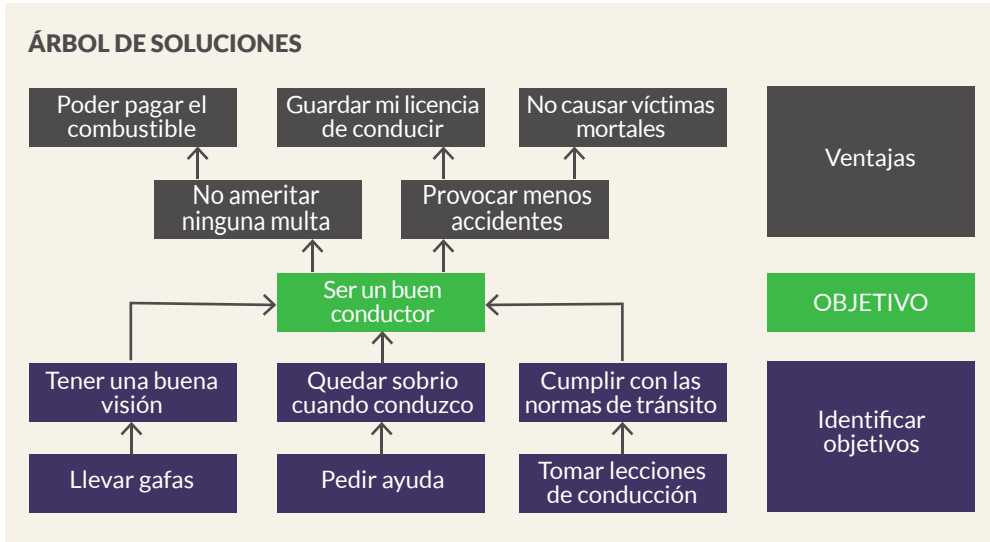 ÁRBOL DE SOLUCIONES
Poder pagar el
combustible
Guardar mi licencia
de conducir
No causar víctimas
mortales
Ventajas
No ameritar
ninguna multa
Provocar menos
accidentes
Ser un buen
conductor
OBJETIVO
Tener una buena
visión
Quedar sobrio
cuando conduzco
Cumplir con las
normas de tránsito
Identificar
objetivos
Llevar gafas
Pedir ayuda
Tomar lecciones
de conducción